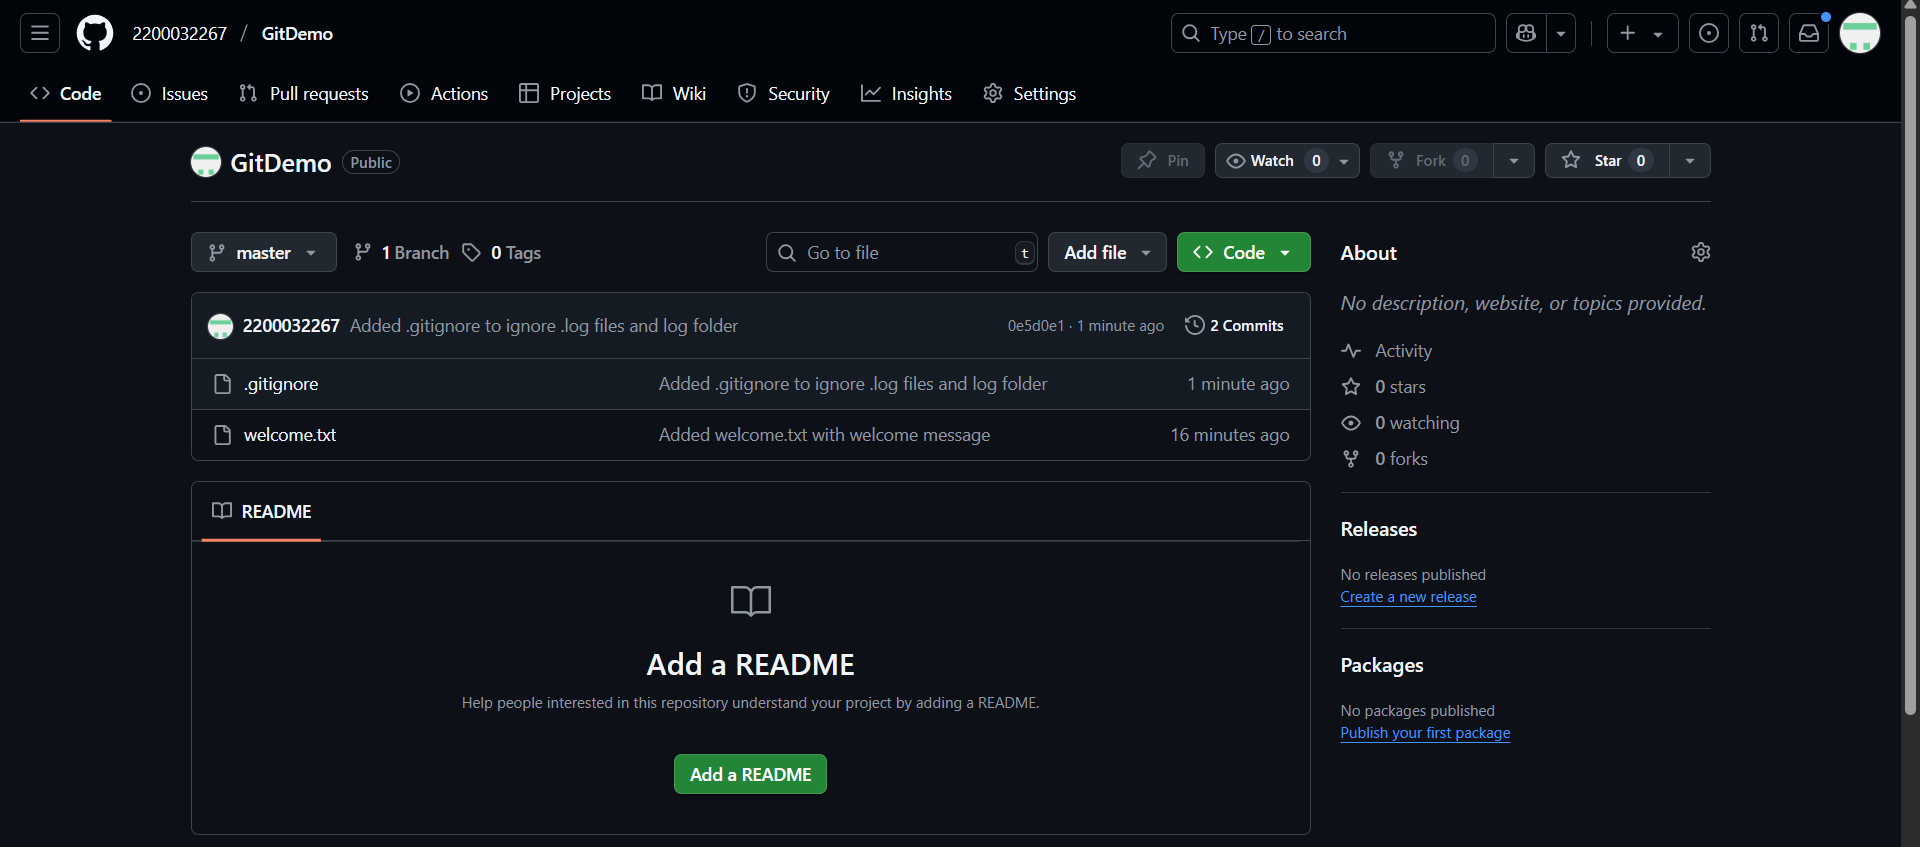 2200032267 / GitDemo
Type / to search
Code Issues Pull requests Actions Projects Wiki Security Insights Settings
GitDemo Public
Pin Watch 0 Fork 0 Star 0
master 1 Branch 0 Tags
Go to file t Add file Code
2200032267 Added .gitignore to ignore .log files and log folder 0e5d0e1 · 1 minute ago 2 Commits
.gitignore Added .gitignore to ignore .log files and log folder 1 minute ago
welcome.txt Added welcome.txt with welcome message 16 minutes ago
README
Add a README
Help people interested in this repository understand your project by adding a README.
Add a README
About
No description, website, or topics provided.
Activity
0 stars
0 watching
0 forks
Releases
No releases published
Create a new release
Packages
No packages published
Publish your first package